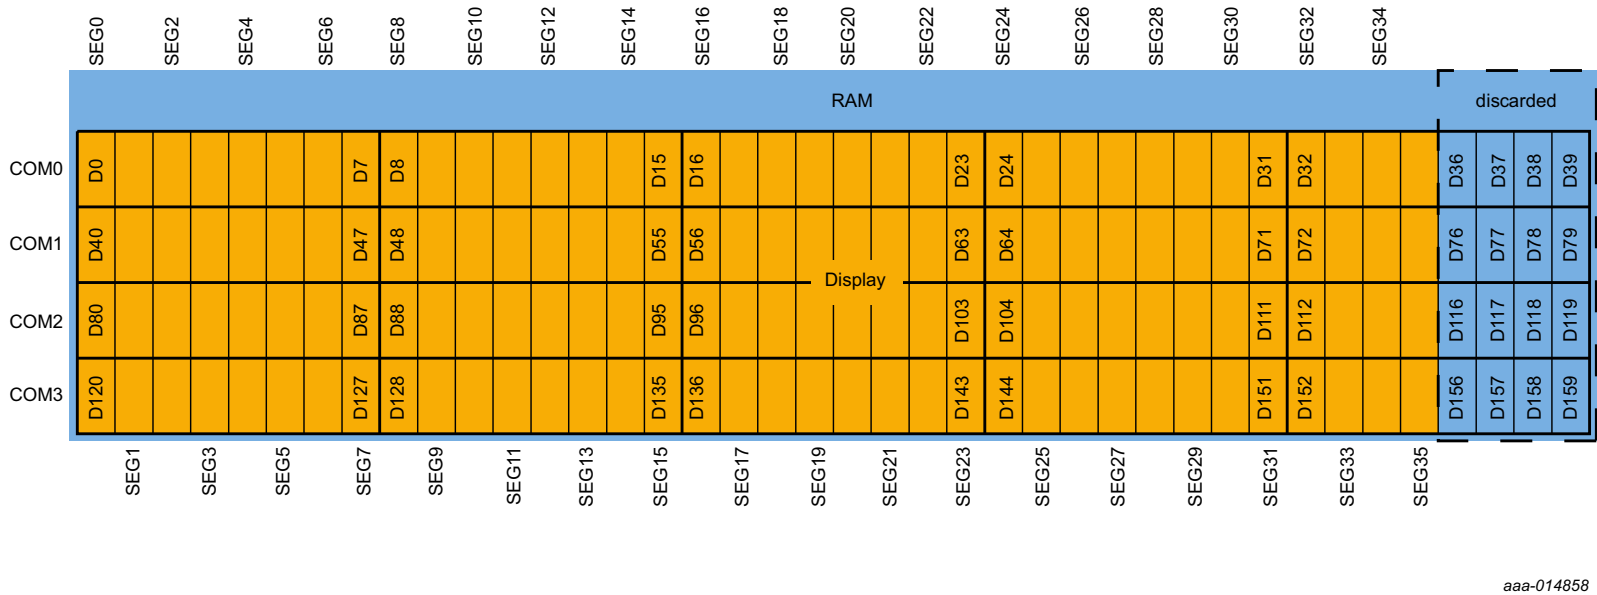 SEG0 SEG2 SEG4 SEG6 SEG8 SEG10 SEG12 SEG14 SEG16 SEG18 SEG20 SEG22 SEG24 SEG26 SEG28 SEG30 SEG32 SEG34
RAM discarded
COM0 D0 D7 D8 D15 D16 D23 D24 D31 D32 D36 D37 D38 D39
COM1 D40 D47 D48 D55 D56 D63 D64 D71 D72 D76 D77 D78 D79
Display
COM2 D80 D87 D88 D95 D96 D103 D104 D111 D112 D116 D117 D118 D119
COM3 D120 D127 D128 D135 D136 D143 D144 D151 D152 D156 D157 D158 D159
SEG1 SEG3 SEG5 SEG7 SEG9 SEG11 SEG13 SEG15 SEG17 SEG19 SEG21 SEG23 SEG25 SEG27 SEG29 SEG31 SEG33 SEG35
aaa-014858